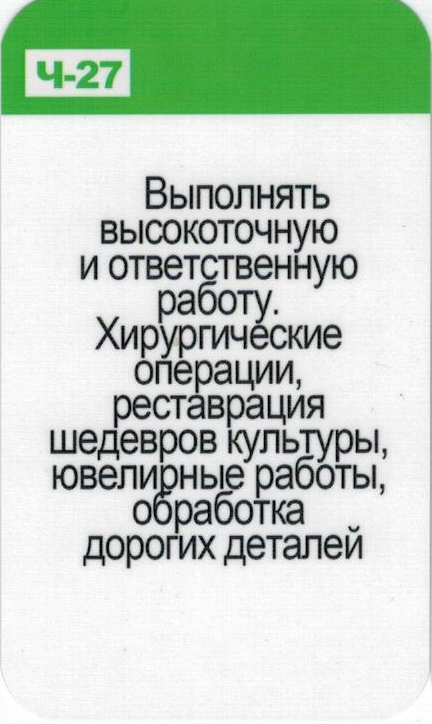 Ч-27
Выполнять
высокоточную
и ответственную
работу.
Хирургические
операции,
реставрация
шедевров культуры,
ювелирные работы,
обработка
дорогих деталей